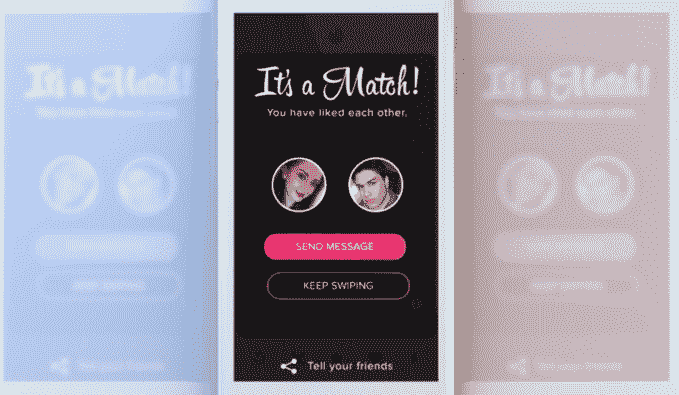 It's a Match!
You have liked each other.
SEND MESSAGE
KEEP SWIPING
Tell your friends